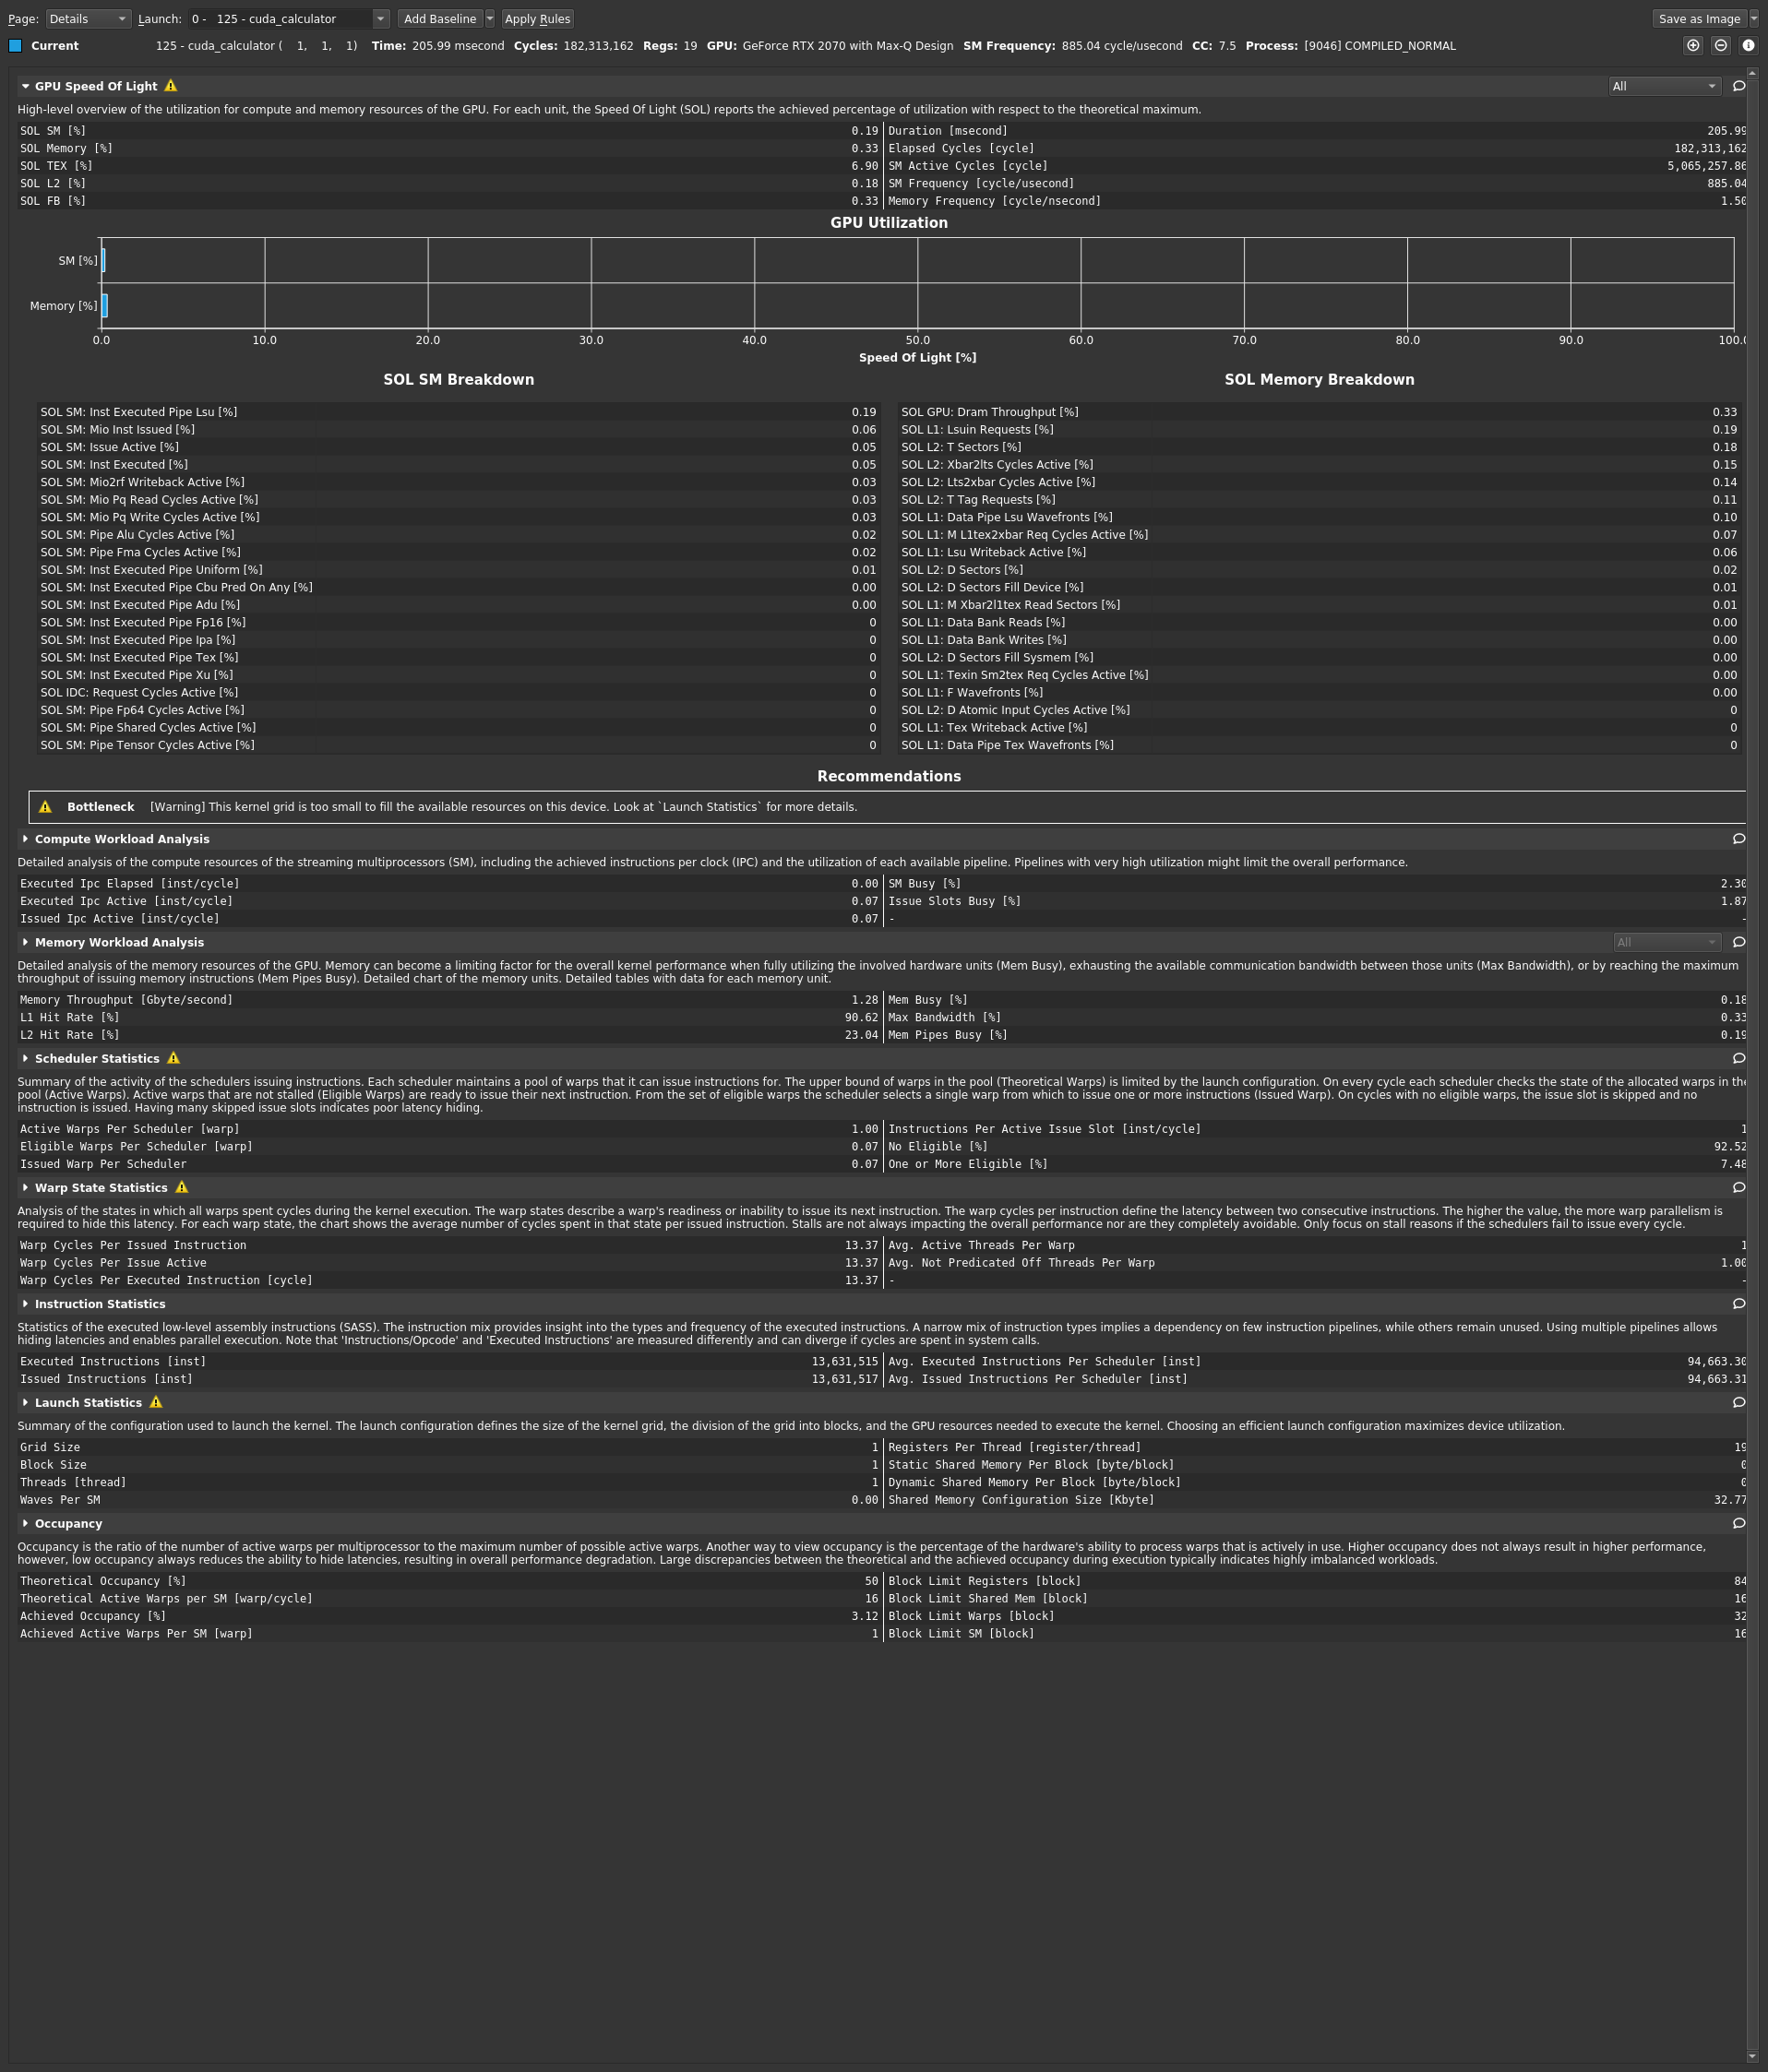 Page: Details Launch: 0 - 125 - cuda_calculator Add Baseline Apply Rules Save as Image
Current 125 - cuda_calculator ( 1, 1, 1) Time: 205.99 msecond Cycles: 182,313,162 Regs: 19 GPU: GeForce RTX 2070 with Max-Q Design SM Frequency: 885.04 cycle/usecond CC: 7.5 Process: [9046] COMPILED_NORMAL
GPU Speed Of Light All
High-level overview of the utilization for compute and memory resources of the GPU. For each unit, the Speed Of Light (SOL) reports the achieved percentage of utilization with respect to the theoretical maximum.
SOL SM [%] 0.19 Duration [msecond] 205.99
SOL Memory [%] 0.33 Elapsed Cycles [cycle] 182,313,162
SOL TEX [%] 6.90 SM Active Cycles [cycle] 5,065,257.86
SOL L2 [%] 0.18 SM Frequency [cycle/usecond] 885.04
SOL FB [%] 0.33 Memory Frequency [cycle/nsecond] 1.50
GPU Utilization
SM [%]
Memory [%]
0.0 10.0 20.0 30.0 40.0 50.0 60.0 70.0 80.0 90.0 100.0
Speed Of Light [%]
SOL SM Breakdown SOL Memory Breakdown
SOL SM: Inst Executed Pipe Lsu [%] 0.19 SOL GPU: Dram Throughput [%] 0.33
SOL SM: Mio Inst Issued [%] 0.06 SOL L1: Lsuin Requests [%] 0.19
SOL SM: Issue Active [%] 0.05 SOL L2: T Sectors [%] 0.18
SOL SM: Inst Executed [%] 0.05 SOL L2: Xbar2lts Cycles Active [%] 0.15
SOL SM: Mio2rf Writeback Active [%] 0.03 SOL L2: Lts2xbar Cycles Active [%] 0.14
SOL SM: Mio Pq Read Cycles Active [%] 0.03 SOL L2: T Tag Requests [%] 0.11
SOL SM: Mio Pq Write Cycles Active [%] 0.03 SOL L1: Data Pipe Lsu Wavefronts [%] 0.10
SOL SM: Pipe Alu Cycles Active [%] 0.02 SOL L1: M L1tex2xbar Req Cycles Active [%] 0.07
SOL SM: Pipe Fma Cycles Active [%] 0.02 SOL L1: Lsu Writeback Active [%] 0.06
SOL SM: Inst Executed Pipe Uniform [%] 0.01 SOL L2: D Sectors [%] 0.02
SOL SM: Inst Executed Pipe Cbu Pred On Any [%] 0.00 SOL L2: D Sectors Fill Device [%] 0.01
SOL SM: Inst Executed Pipe Adu [%] 0.00 SOL L1: M Xbar2l1tex Read Sectors [%] 0.01
SOL SM: Inst Executed Pipe Fp16 [%] 0 SOL L1: Data Bank Reads [%] 0.00
SOL SM: Inst Executed Pipe Ipa [%] 0 SOL L1: Data Bank Writes [%] 0.00
SOL SM: Inst Executed Pipe Tex [%] 0 SOL L2: D Sectors Fill Sysmem [%] 0.00
SOL SM: Inst Executed Pipe Xu [%] 0 SOL L1: Texin Sm2tex Req Cycles Active [%] 0.00
SOL IDC: Request Cycles Active [%] 0 SOL L1: F Wavefronts [%] 0.00
SOL SM: Pipe Fp64 Cycles Active [%] 0 SOL L2: D Atomic Input Cycles Active [%] 0
SOL SM: Pipe Shared Cycles Active [%] 0 SOL L1: Tex Writeback Active [%] 0
SOL SM: Pipe Tensor Cycles Active [%] 0 SOL L1: Data Pipe Tex Wavefronts [%] 0
Recommendations
Bottleneck [Warning] This kernel grid is too small to fill the available resources on this device. Look at `Launch Statistics` for more details.
Compute Workload Analysis
Detailed analysis of the compute resources of the streaming multiprocessors (SM), including the achieved instructions per clock (IPC) and the utilization of each available pipeline. Pipelines with very high utilization might limit the overall performance.
Executed Ipc Elapsed [inst/cycle] 0.00 SM Busy [%] 2.30
Executed Ipc Active [inst/cycle] 0.07 Issue Slots Busy [%] 1.87
Issued Ipc Active [inst/cycle] 0.07 - -
Memory Workload Analysis All
Detailed analysis of the memory resources of the GPU. Memory can become a limiting factor for the overall kernel performance when fully utilizing the involved hardware units (Mem Busy), exhausting the available communication bandwidth between those units (Max Bandwidth), or by reaching the maximum
throughput of issuing memory instructions (Mem Pipes Busy). Detailed chart of the memory units. Detailed tables with data for each memory unit.
Memory Throughput [Gbyte/second] 1.28 Mem Busy [%] 0.18
L1 Hit Rate [%] 90.62 Max Bandwidth [%] 0.33
L2 Hit Rate [%] 23.04 Mem Pipes Busy [%] 0.19
Scheduler Statistics
Summary of the activity of the schedulers issuing instructions. Each scheduler maintains a pool of warps that it can issue instructions for. The upper bound of warps in the pool (Theoretical Warps) is limited by the launch configuration. On every cycle each scheduler checks the state of the allocated warps in the
pool (Active Warps). Active warps that are not stalled (Eligible Warps) are ready to issue their next instruction. From the set of eligible warps the scheduler selects a single warp from which to issue one or more instructions (Issued Warp). On cycles with no eligible warps, the issue slot is skipped and no
instruction is issued. Having many skipped issue slots indicates poor latency hiding.
Active Warps Per Scheduler [warp] 1.00 Instructions Per Active Issue Slot [inst/cycle] 1
Eligible Warps Per Scheduler [warp] 0.07 No Eligible [%] 92.52
Issued Warp Per Scheduler 0.07 One or More Eligible [%] 7.48
Warp State Statistics
Analysis of the states in which all warps spent cycles during the kernel execution. The warp states describe a warp's readiness or inability to issue its next instruction. The warp cycles per instruction define the latency between two consecutive instructions. The higher the value, the more warp parallelism is
required to hide this latency. For each warp state, the chart shows the average number of cycles spent in that state per issued instruction. Stalls are not always impacting the overall performance nor are they completely avoidable. Only focus on stall reasons if the schedulers fail to issue every cycle.
Warp Cycles Per Issued Instruction 13.37 Avg. Active Threads Per Warp 1
Warp Cycles Per Issue Active 13.37 Avg. Not Predicated Off Threads Per Warp 1.00
Warp Cycles Per Executed Instruction [cycle] 13.37 - -
Instruction Statistics
Statistics of the executed low-level assembly instructions (SASS). The instruction mix provides insight into the types and frequency of the executed instructions. A narrow mix of instruction types implies a dependency on few instruction pipelines, while others remain unused. Using multiple pipelines allows
hiding latencies and enables parallel execution. Note that 'Instructions/Opcode' and 'Executed Instructions' are measured differently and can diverge if cycles are spent in system calls.
Executed Instructions [inst] 13,631,515 Avg. Executed Instructions Per Scheduler [inst] 94,663.30
Issued Instructions [inst] 13,631,517 Avg. Issued Instructions Per Scheduler [inst] 94,663.31
Launch Statistics
Summary of the configuration used to launch the kernel. The launch configuration defines the size of the kernel grid, the division of the grid into blocks, and the GPU resources needed to execute the kernel. Choosing an efficient launch configuration maximizes device utilization.
Grid Size 1 Registers Per Thread [register/thread] 19
Block Size 1 Static Shared Memory Per Block [byte/block] 0
Threads [thread] 1 Dynamic Shared Memory Per Block [byte/block] 0
Waves Per SM 0.00 Shared Memory Configuration Size [Kbyte] 32.77
Occupancy
Occupancy is the ratio of the number of active warps per multiprocessor to the maximum number of possible active warps. Another way to view occupancy is the percentage of the hardware's ability to process warps that is actively in use. Higher occupancy does not always result in higher performance,
however, low occupancy always reduces the ability to hide latencies, resulting in overall performance degradation. Large discrepancies between the theoretical and the achieved occupancy during execution typically indicates highly imbalanced workloads.
Theoretical Occupancy [%] 50 Block Limit Registers [block] 84
Theoretical Active Warps per SM [warp/cycle] 16 Block Limit Shared Mem [block] 16
Achieved Occupancy [%] 3.12 Block Limit Warps [block] 32
Achieved Active Warps Per SM [warp] 1 Block Limit SM [block] 16